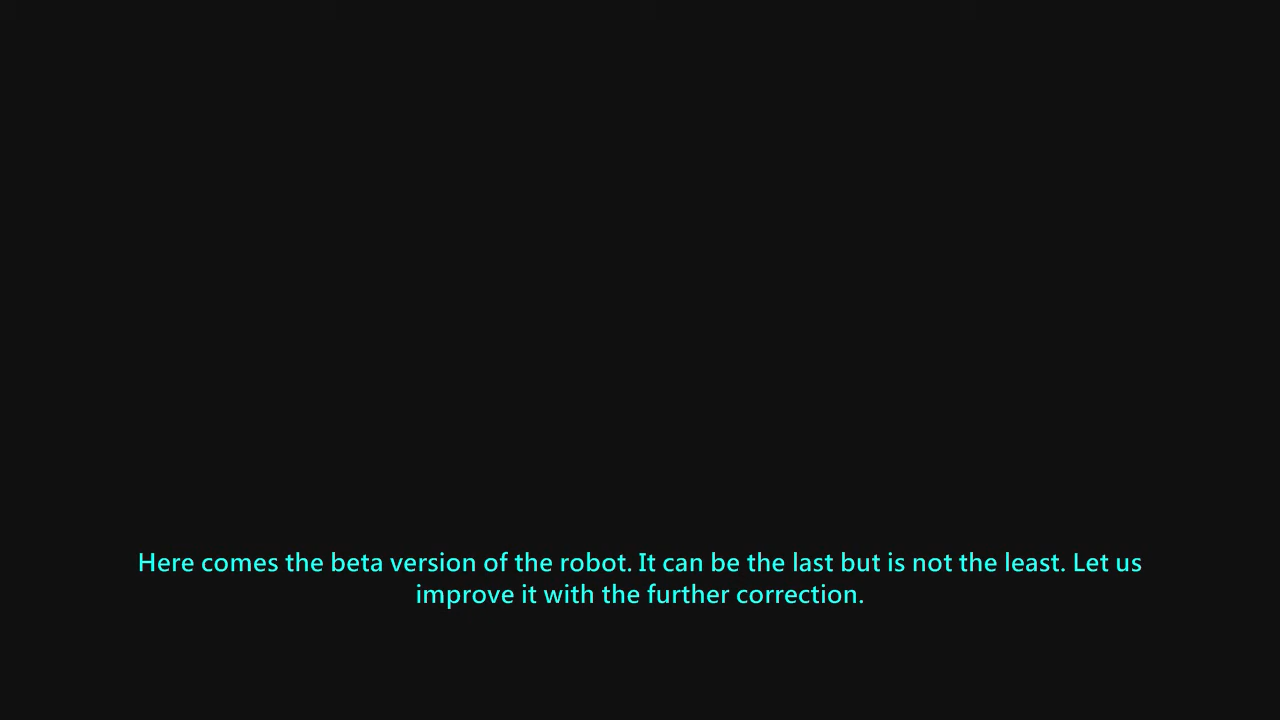 Here comes the beta version of the robot. It can be the last but is not the least. Let us
improve it with the further correction.